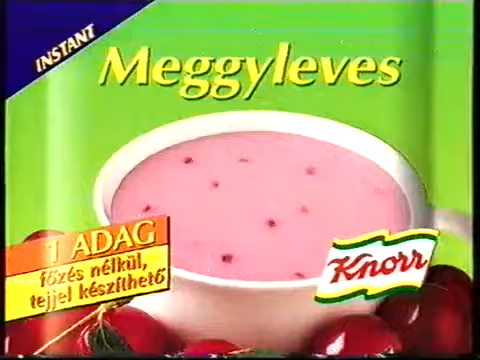 INSTANT
Meggyleves
1 ADAG
főzés nélkül,
tejjel készíthető
Knorr